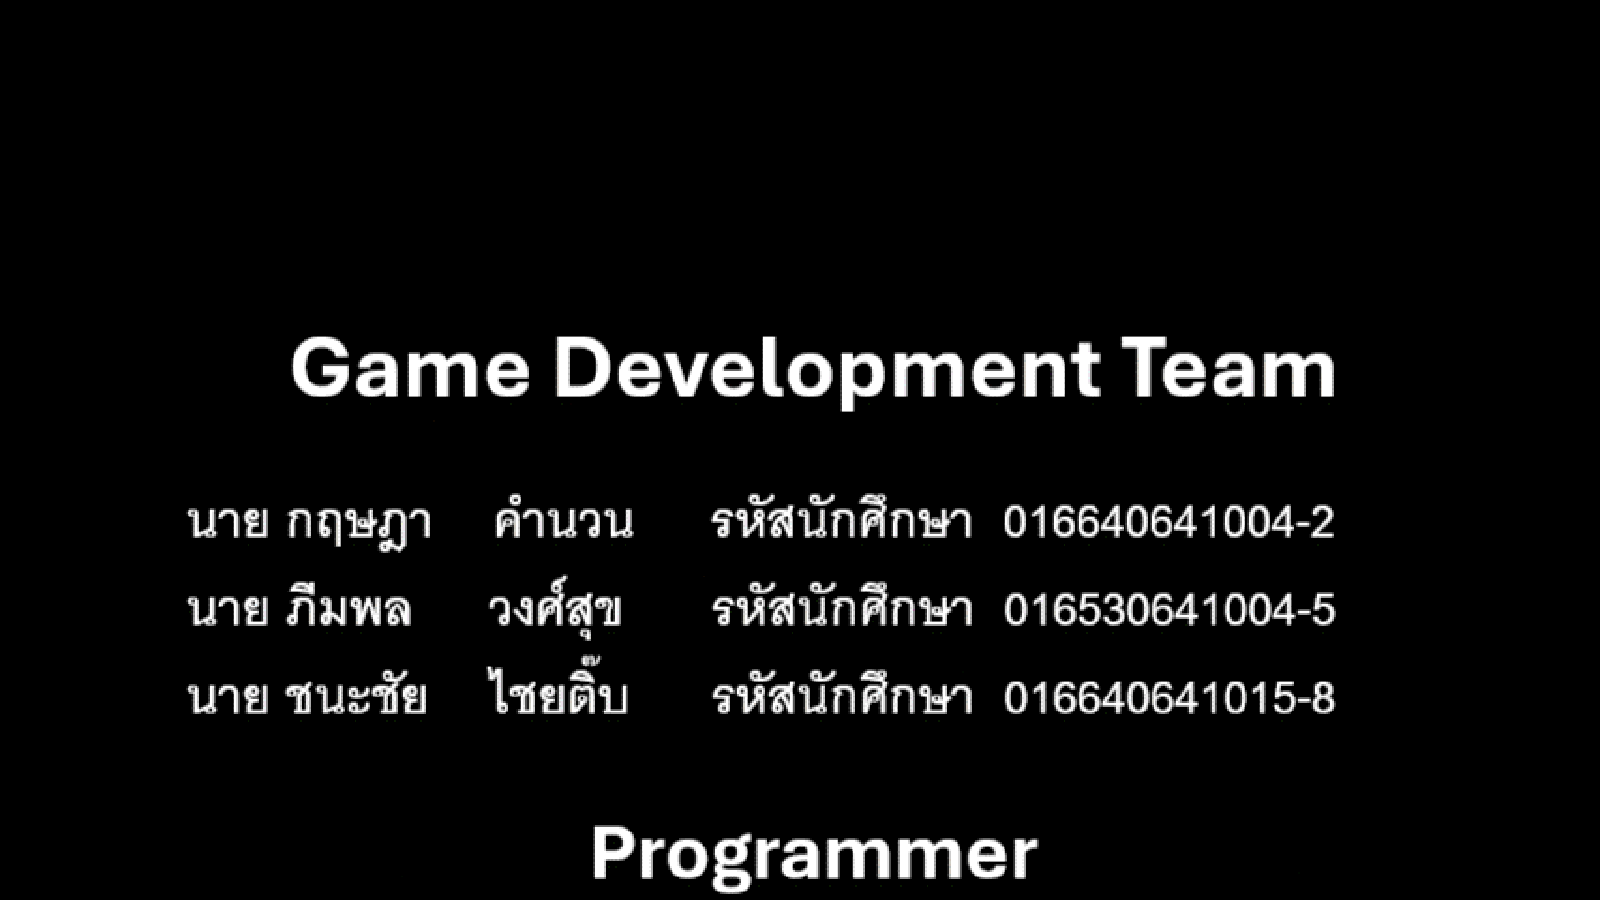 Game Development Team
นาย กฤษฎา คำนวน รหัสนักศึกษา 016640641004-2
นาย ภีมพล วงศ์สุข รหัสนักศึกษา 016530641004-5
นาย ชนะชัย ไชยติ๊บ รหัสนักศึกษา 016640641015-8
Programmer